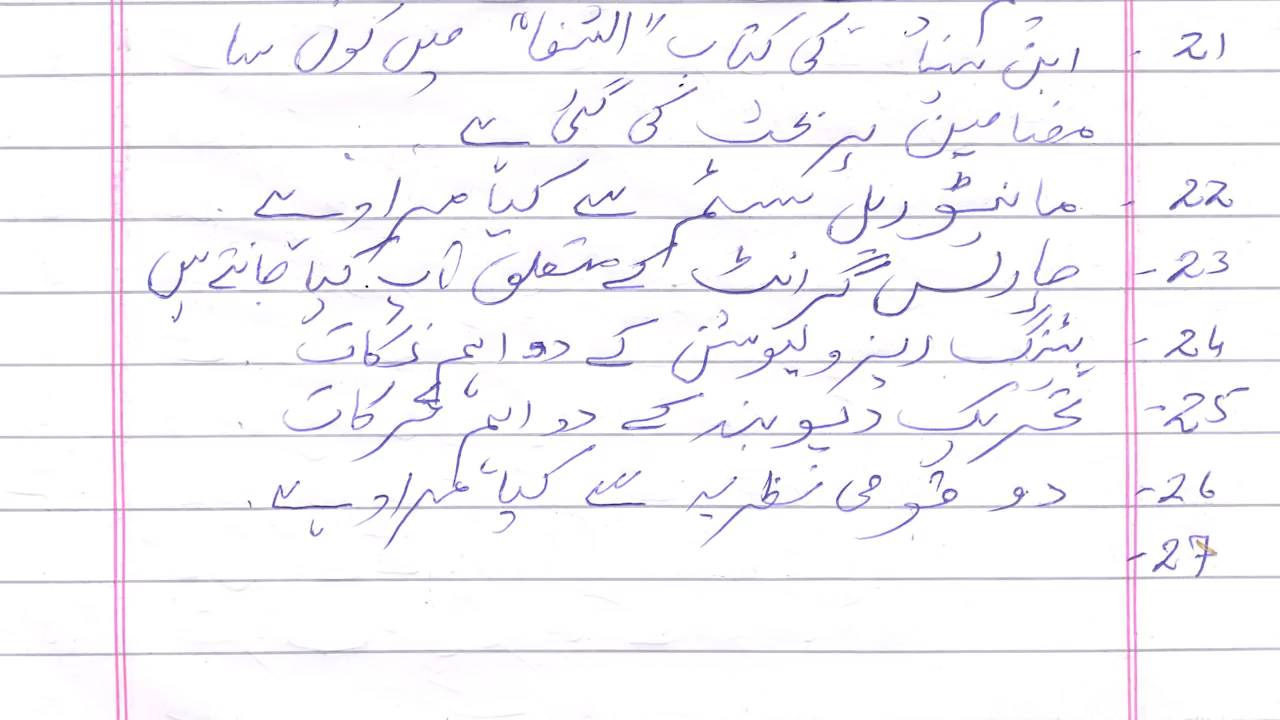 21- ابن سینا کی کتاب "الشفا" میں کون سا
مضامین پر بحث کی گئی ہے
22- مانیٹوریل سسٹم سے کیا مراد ہے
23- چارلس گرانٹ کے متعلق آپ کیا جانتے ہیں
24- ہنٹرگ ریزولیوشن کے دو اہم نکات
25- تحریک دیوبند کے دو اہم محرکات
26- دو قومی نظریہ سے کیا مراد ہے
27-